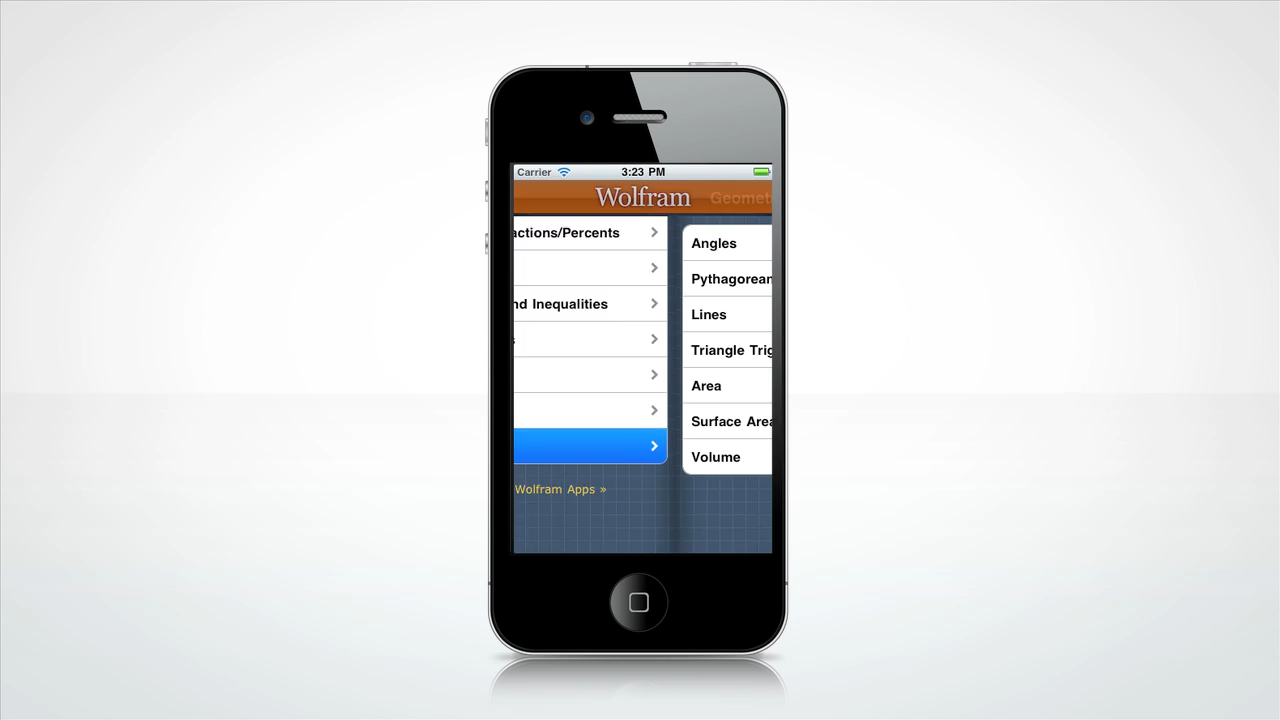 Carrier 3:23 PM
Wolfram Geomet
actions/Percents
nd Inequalities
Wolfram Apps »
Angles
Pythagorean
Lines
Triangle Trig
Area
Surface Area
Volume